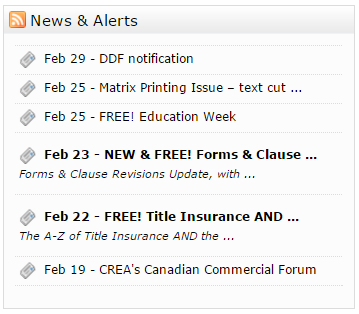 News & Alerts
Feb 29 - DDF notification
Feb 25 - Matrix Printing Issue – text cut ...
Feb 25 - FREE! Education Week
Feb 23 - NEW & FREE! Forms & Clause ...
Forms & Clause Revisions Update, with ...
Feb 22 - FREE! Title Insurance AND ...
The A-Z of Title Insurance AND the ...
Feb 19 - CREA's Canadian Commercial Forum